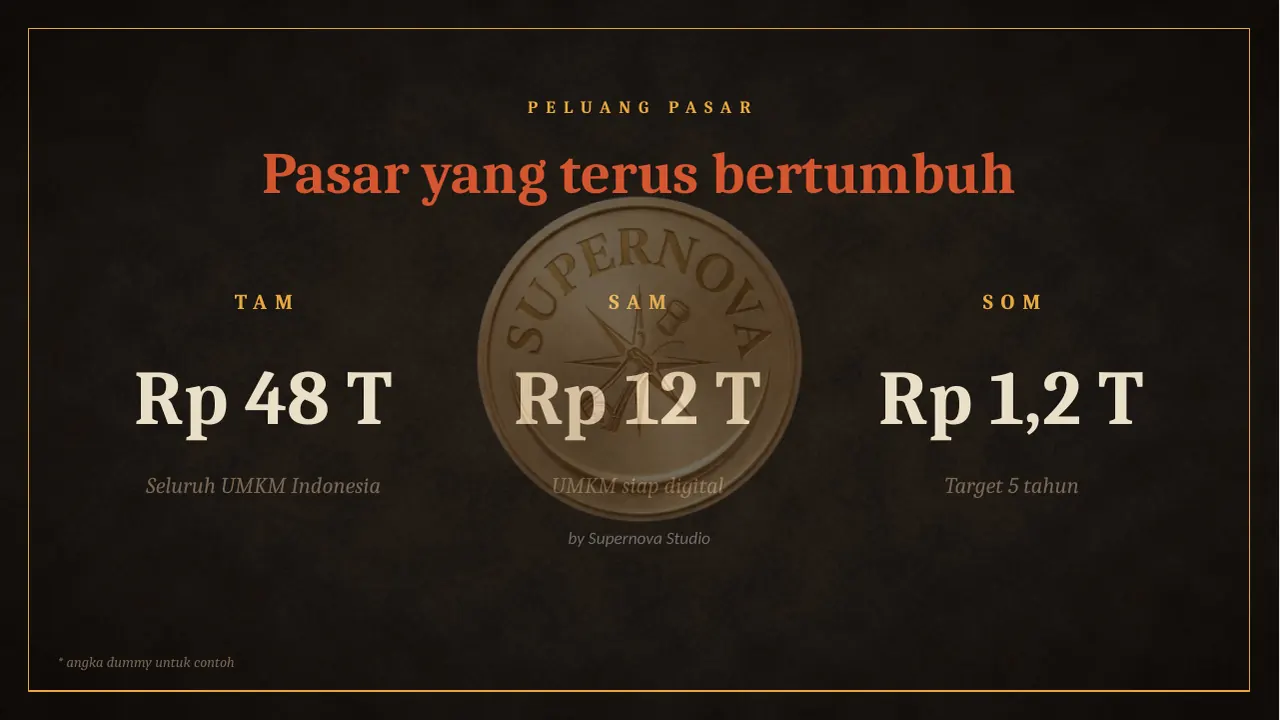 PELUANG PASAR
Pasar yang terus bertumbuh
SUPERNOVA
TAM
SAM
SOM
Rp 48 T
Rp 12 T
Rp 1,2 T
Seluruh UMKM Indonesia
UMKM siap digital
Target 5 tahun
by Supernova Studio
* angka dummy untuk contoh